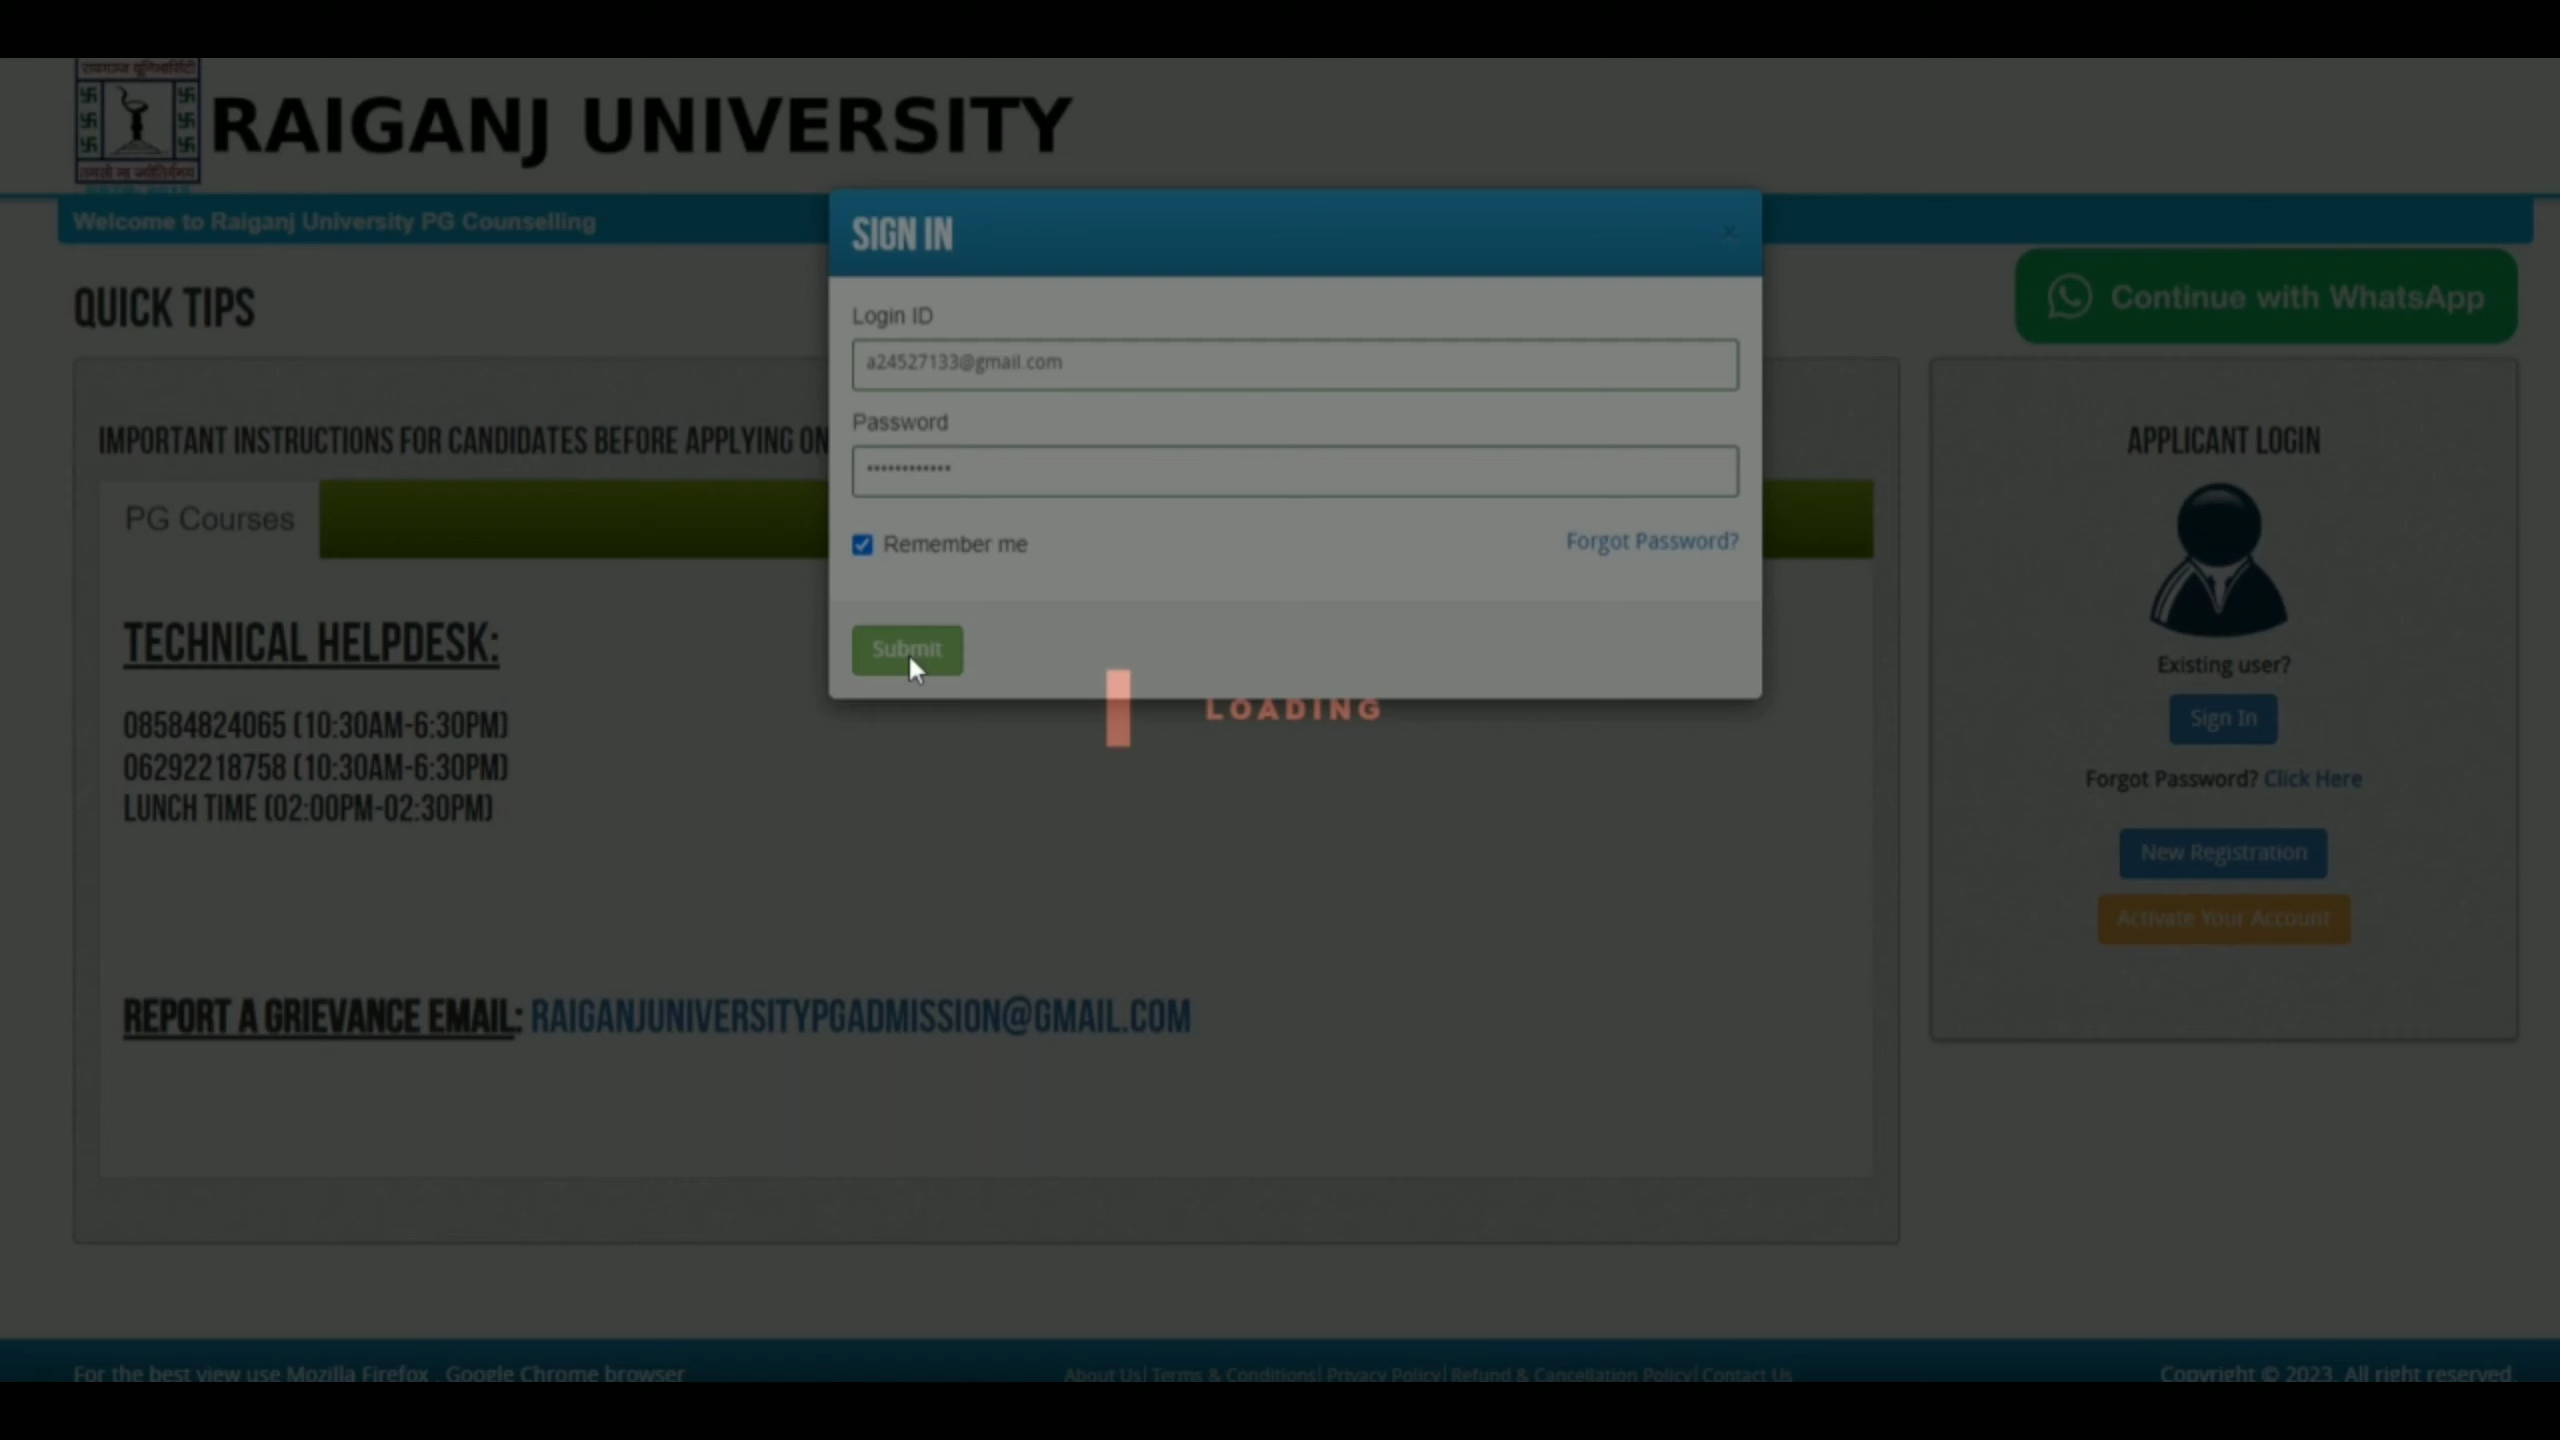 रायगञ्ज यूनिभार्सिटी
तमसो मा ज्योतिर्गमय
RAIGANJ UNIVERSITY
Welcome to Raiganj University PG Counselling
SIGN IN
×
Login ID
a24527133@gmail.com
Password
••••••••••••
Remember me
Forgot Password?
Submit
LOADING
QUICK TIPS
Continue with WhatsApp
IMPORTANT INSTRUCTIONS FOR CANDIDATES BEFORE APPLYING ON
PG Courses
TECHNICAL HELPDESK:
08584824065 (10:30AM-6:30PM)
06292218758 (10:30AM-6:30PM)
LUNCH TIME (02:00PM-02:30PM)
REPORT A GRIEVANCE EMAIL: RAIGANJUNIVERSITYPGADMISSION@GMAIL.COM
APPLICANT LOGIN
Existing user?
Sign In
Forgot Password? Click Here
New Registration
Activate Your Account
For the best view use Mozilla Firefox , Google Chrome browser
About Us| Terms & Conditions| Privacy Policy| Refund & Cancellation Policy| Contact Us
Copyright © 2023. All right reserved.